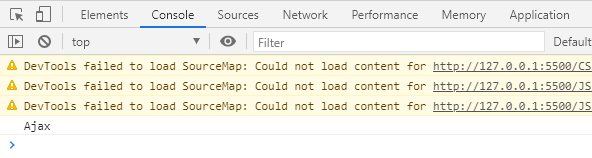 Elements Console Sources Network Performance Memory Application
top Filter Default
DevTools failed to load SourceMap: Could not load content for http://127.0.0.1:5500/CS
DevTools failed to load SourceMap: Could not load content for http://127.0.0.1:5500/JS
DevTools failed to load SourceMap: Could not load content for http://127.0.0.1:5500/JS
Ajax